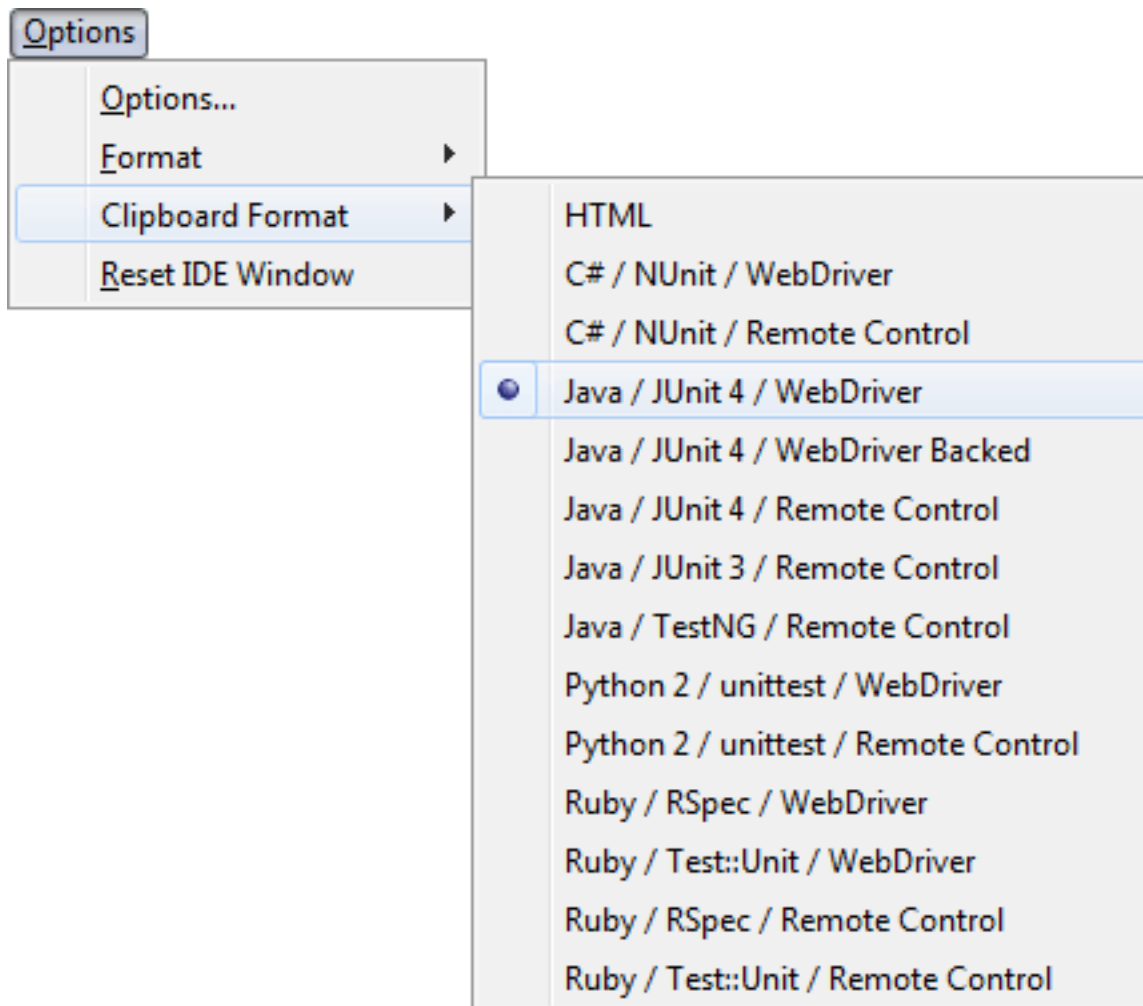 Options
Options...
Format
Clipboard Format
Reset IDE Window
HTML
C# / NUnit / WebDriver
C# / NUnit / Remote Control
Java / JUnit 4 / WebDriver
Java / JUnit 4 / WebDriver Backed
Java / JUnit 4 / Remote Control
Java / JUnit 3 / Remote Control
Java / TestNG / Remote Control
Python 2 / unittest / WebDriver
Python 2 / unittest / Remote Control
Ruby / RSpec / WebDriver
Ruby / Test::Unit / WebDriver
Ruby / RSpec / Remote Control
Ruby / Test::Unit / Remote Control